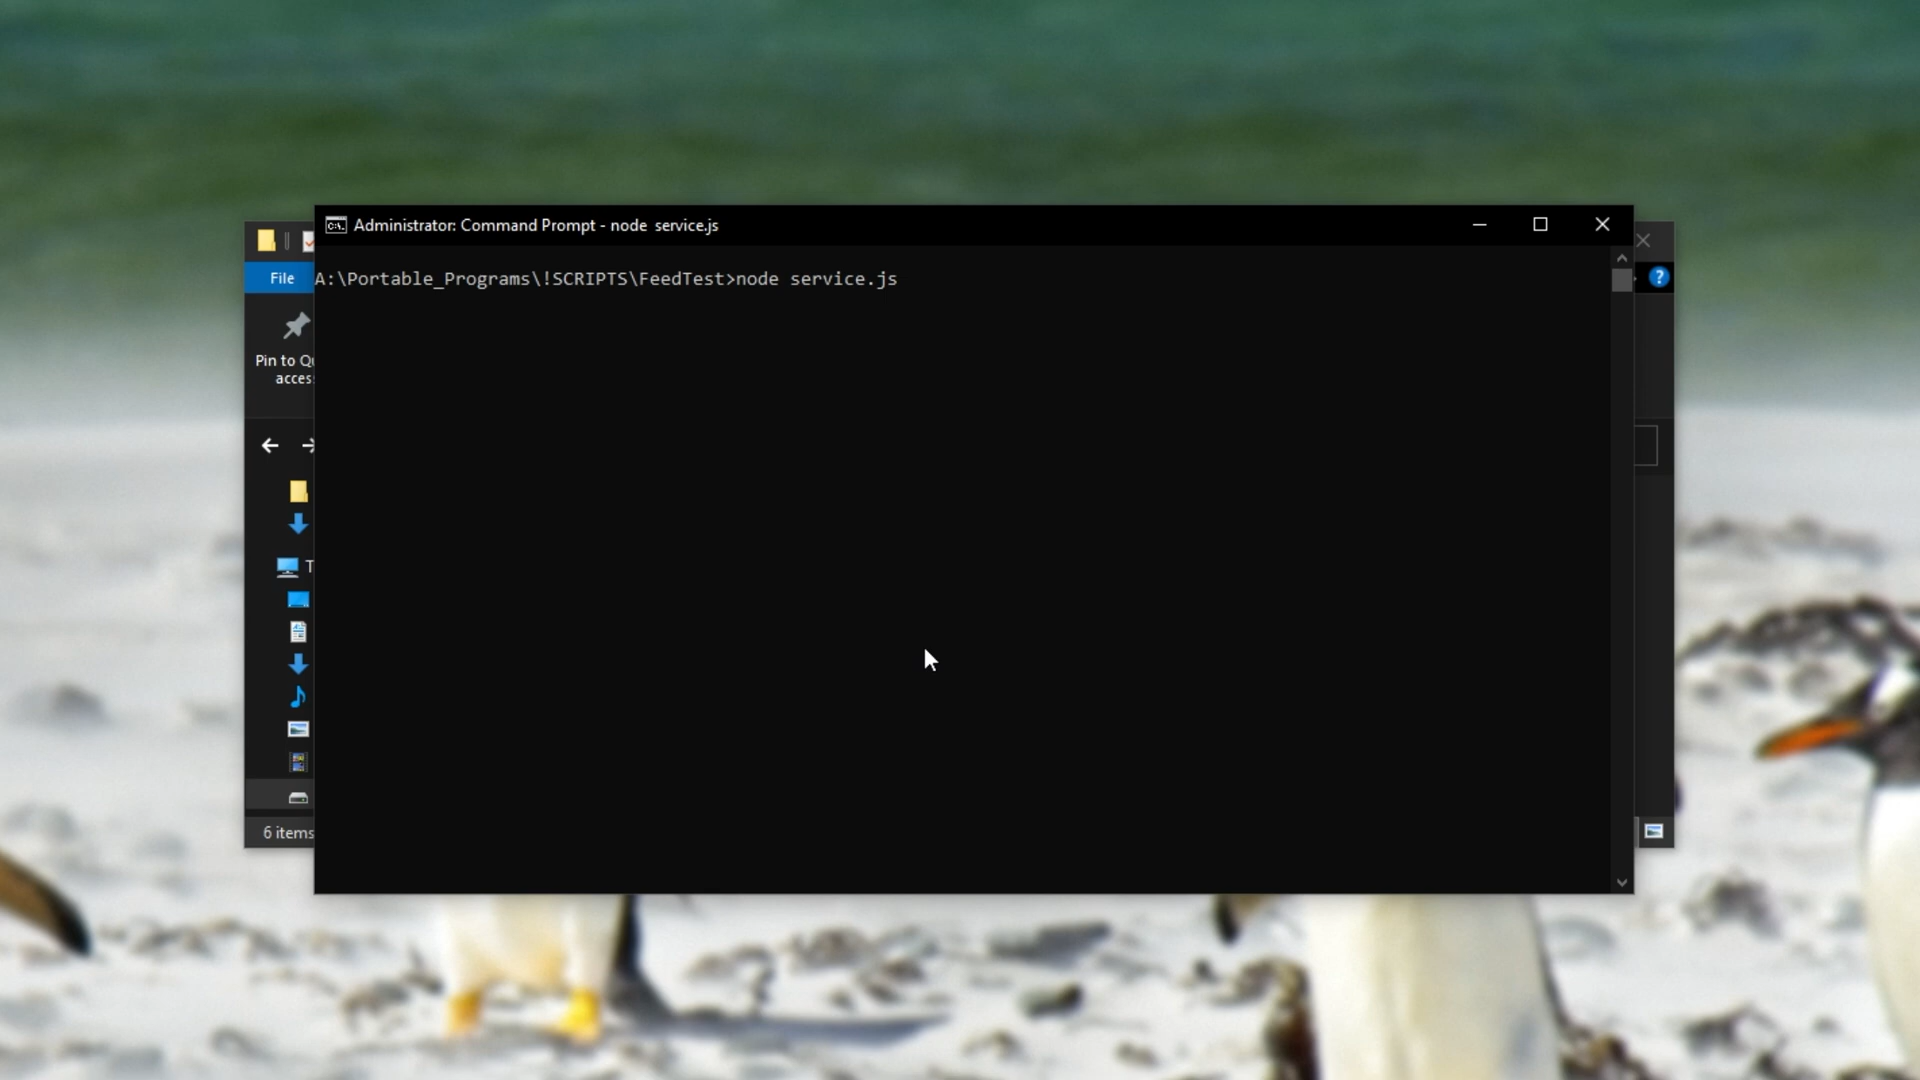 Administrator: Command Prompt - node  service.js
File
A:\Portable_Programs\!SCRIPTS\FeedTest>node service.js
Pin to Qu
acces
T
6 items